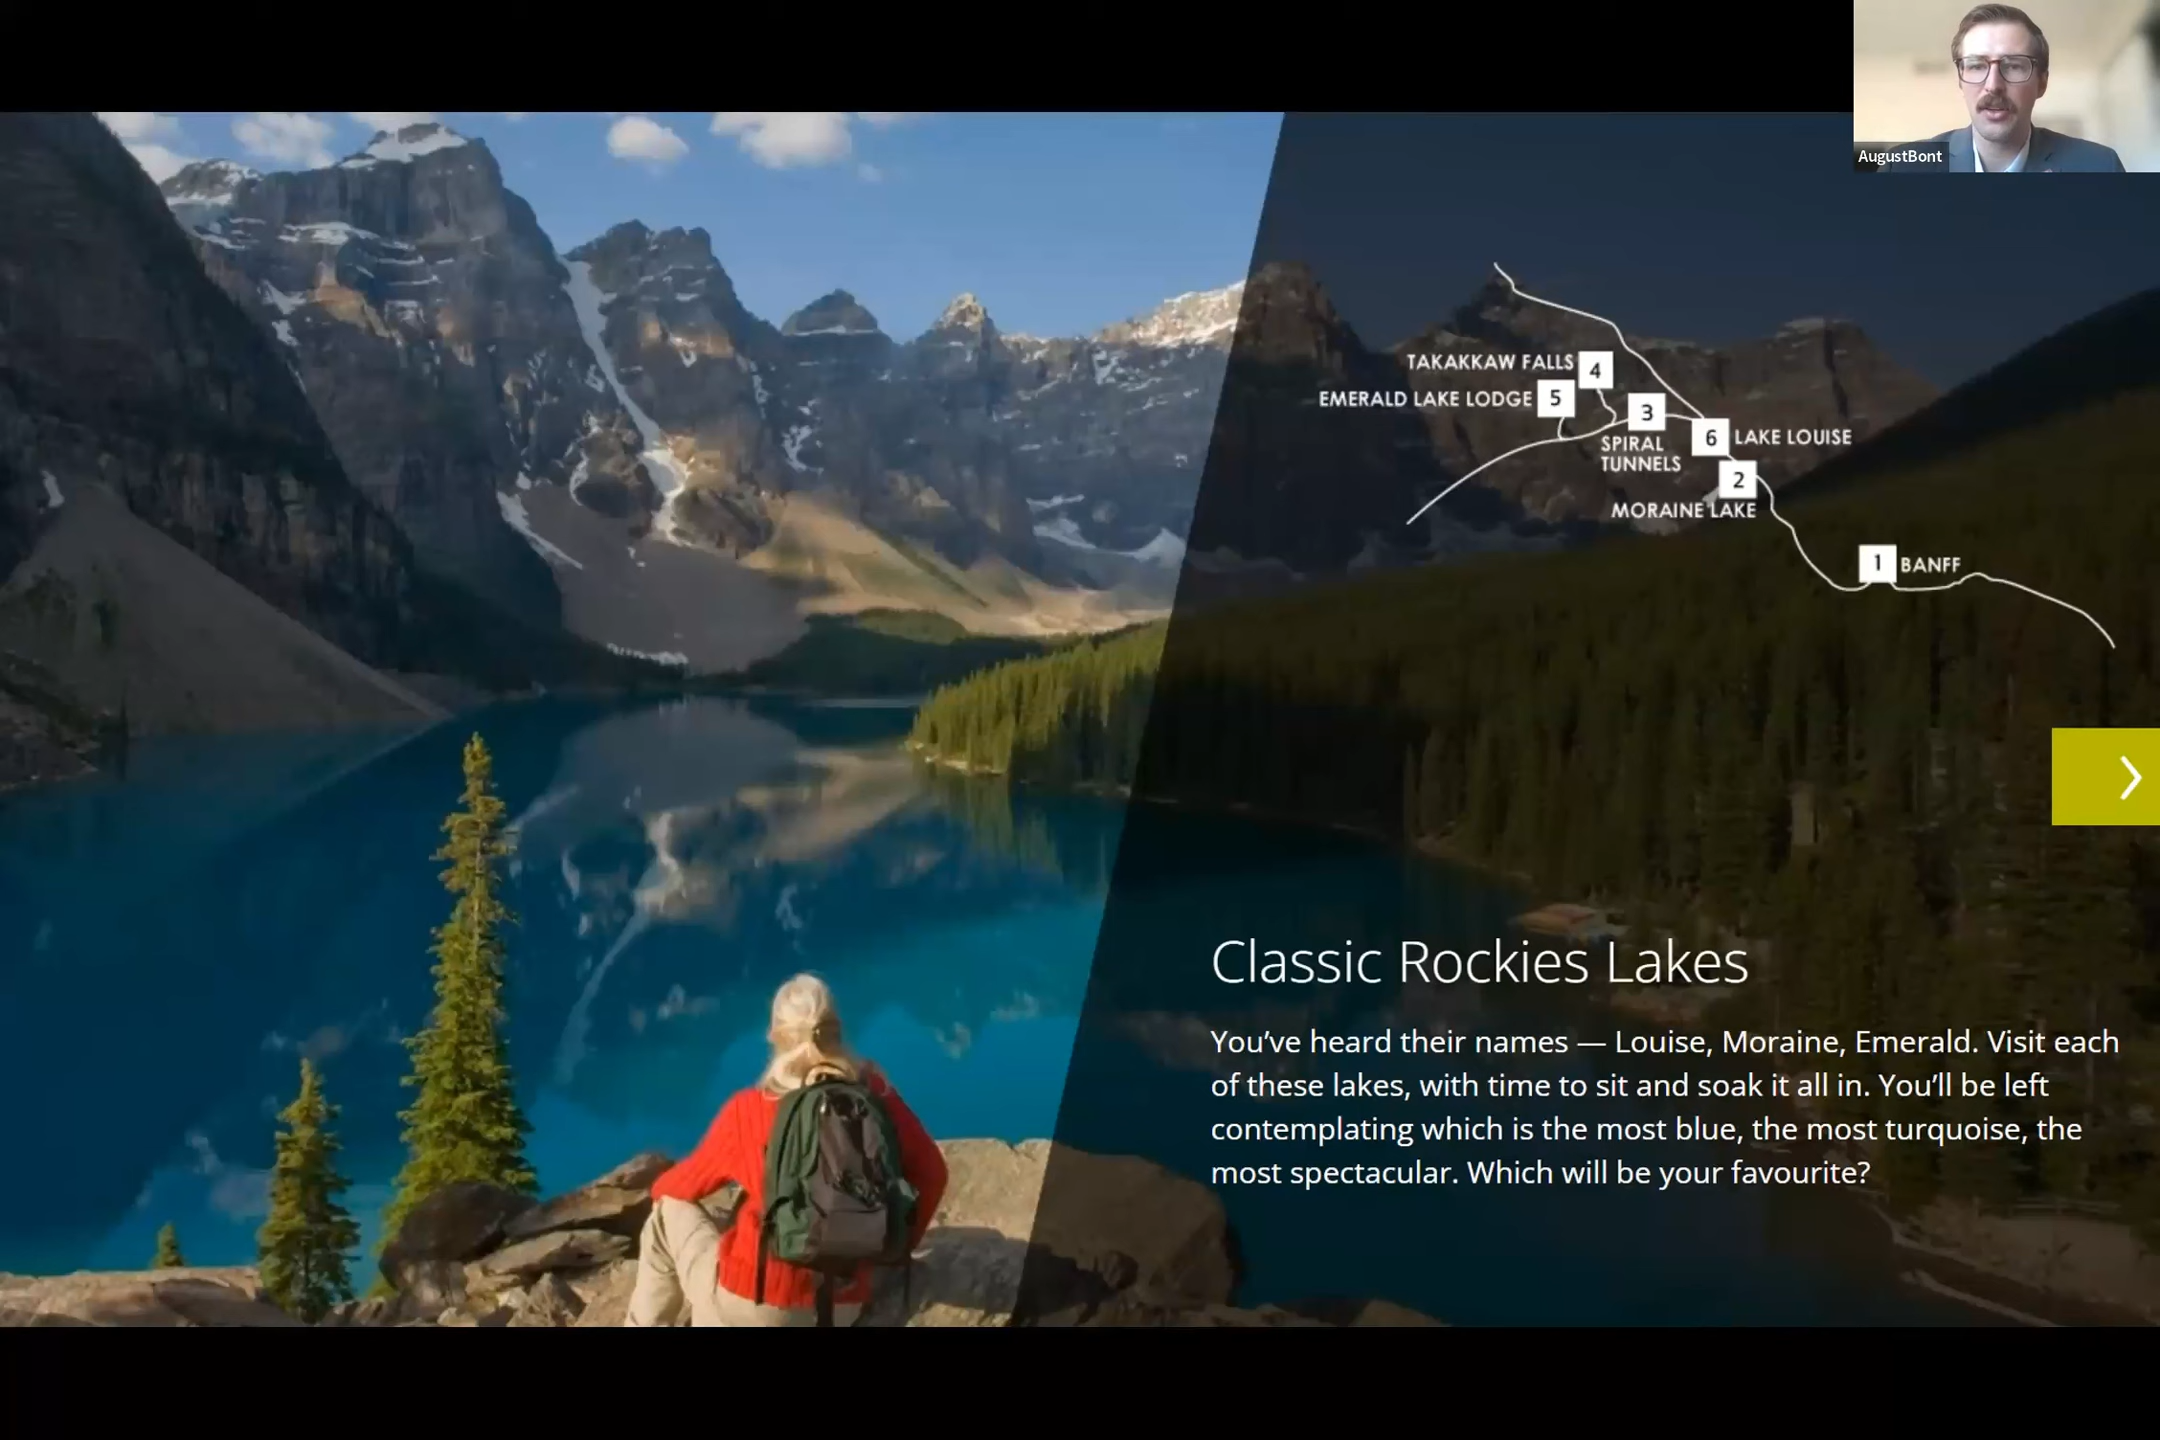 AugustBont
TAKAKKAW FALLS
4
EMERALD LAKE LODGE
5
3
SPIRAL
TUNNELS
6
LAKE LOUISE
2
MORAINE LAKE
1
BANFF
Classic Rockies Lakes
You’ve heard their names — Louise, Moraine, Emerald. Visit each
of these lakes, with time to sit and soak it all in. You’ll be left
contemplating which is the most blue, the most turquoise, the
most spectacular. Which will be your favourite?